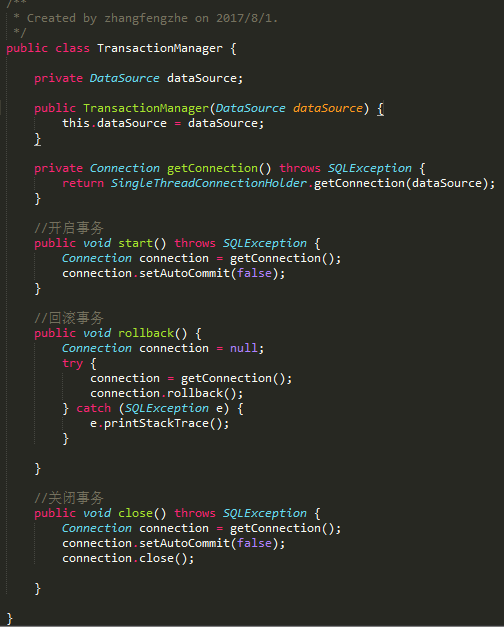 /**
 * Created by zhangfengzhe on 2017/8/1.
 */
public class TransactionManager {
    private DataSource dataSource;
    public TransactionManager(DataSource dataSource) {
        this.dataSource = dataSource;
    }
    private Connection getConnection() throws SQLException {
        return SingleThreadConnectionHolder.getConnection(dataSource);
    }
    //开启事务
    public void start() throws SQLException {
        Connection connection = getConnection();
        connection.setAutoCommit(false);
    }
    //回滚事务
    public void rollback() {
        Connection connection = null;
        try {
            connection = getConnection();
            connection.rollback();
        } catch (SQLException e) {
            e.printStackTrace();
        }
    }
    //关闭事务
    public void close() throws SQLException {
        Connection connection = getConnection();
        connection.setAutoCommit(false);
        connection.close();
    }
}